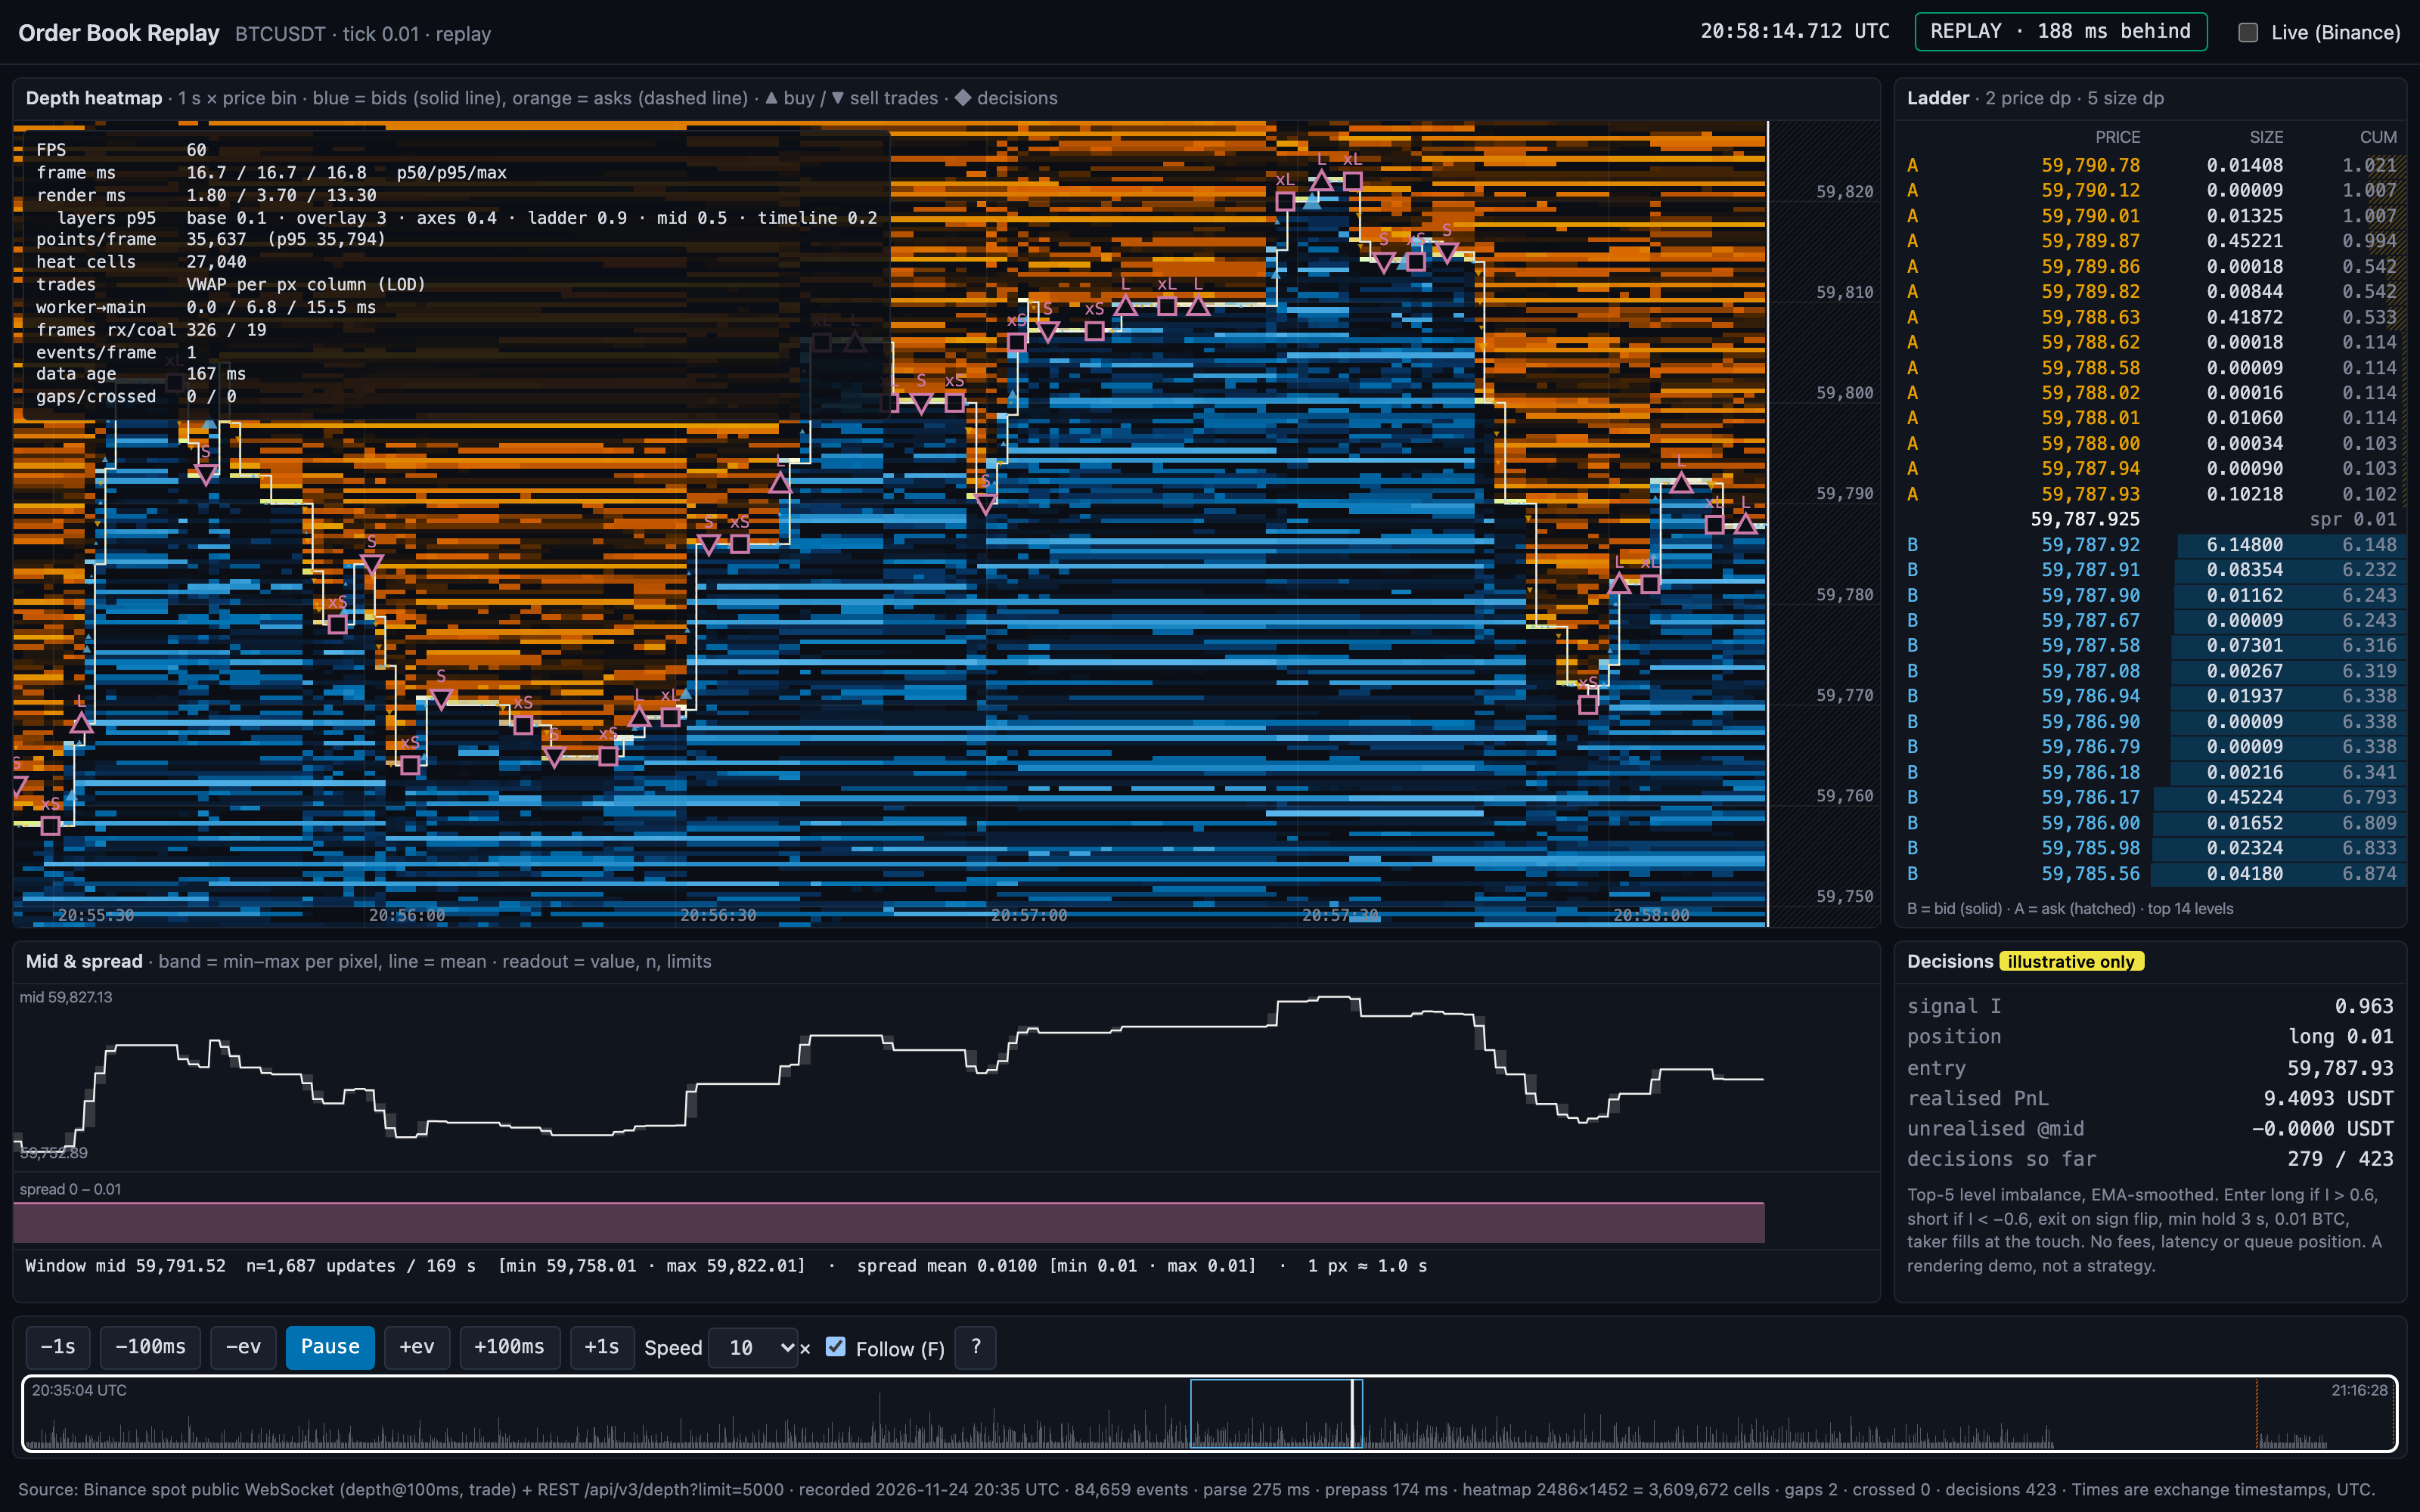 Order Book Replay BTCUSDT · tick 0.01 · replay
20:58:14.712 UTC REPLAY · 188 ms behind Live (Binance)
Depth heatmap · 1 s × price bin · blue = bids (solid line), orange = asks (dashed line) · ▲ buy / ▼ sell trades · ◆ decisions
FPS 60
frame ms 16.7 / 16.7 / 16.8 p50/p95/max
render ms 1.80 / 3.70 / 13.30
layers p95 base 0.1 · overlay 3 · axes 0.4 · ladder 0.9 · mid 0.5 · timeline 0.2
points/frame 35,637 (p95 35,794)
heat cells 27,040
trades VWAP per px column (LOD)
worker→main 0.0 / 6.8 / 15.5 ms
frames rx/coal 326 / 19
events/frame 1
data age 167 ms
gaps/crossed 0 / 0
59,820
59,810
59,800
59,790
59,780
59,770
59,760
59,750
20:55:30 20:56:00 20:56:30 20:57:00 20:57:30 20:58:00
Ladder · 2 price dp · 5 size dp
PRICE SIZE CUM
A 59,790.78 0.01408 1.021
A 59,790.12 0.00009 1.007
A 59,790.01 0.01325 1.007
A 59,789.87 0.45221 0.994
A 59,789.86 0.00018 0.542
A 59,789.82 0.00844 0.542
A 59,788.63 0.41872 0.533
A 59,788.62 0.00018 0.114
A 59,788.58 0.00009 0.114
A 59,788.02 0.00016 0.114
A 59,788.01 0.01060 0.114
A 59,788.00 0.00034 0.103
A 59,787.94 0.00090 0.103
A 59,787.93 0.10218 0.102
59,787.925 spr 0.01
B 59,787.92 6.14800 6.148
B 59,787.91 0.08354 6.232
B 59,787.90 0.01162 6.243
B 59,787.67 0.00009 6.243
B 59,787.58 0.07301 6.316
B 59,787.08 0.00267 6.319
B 59,786.94 0.01937 6.338
B 59,786.90 0.00009 6.338
B 59,786.79 0.00009 6.338
B 59,786.18 0.00216 6.341
B 59,786.17 0.45224 6.793
B 59,786.00 0.01652 6.809
B 59,785.98 0.02324 6.833
B 59,785.56 0.04180 6.874
B = bid (solid) · A = ask (hatched) · top 14 levels
Mid & spread · band = min–max per pixel, line = mean · readout = value, n, limits
mid 59,827.13
59,752.89
spread 0 – 0.01
Window mid 59,791.52 n=1,687 updates / 169 s [min 59,758.01 · max 59,822.01] · spread mean 0.0100 [min 0.01 · max 0.01] · 1 px ≈ 1.0 s
Decisions illustrative only
signal I 0.963
position long 0.01
entry 59,787.93
realised PnL 9.4093 USDT
unrealised @mid −0.0000 USDT
decisions so far 279 / 423
Top-5 level imbalance, EMA-smoothed. Enter long if I > 0.6,
short if I < −0.6, exit on sign flip, min hold 3 s, 0.01 BTC,
taker fills at the touch. No fees, latency or queue position. A
rendering demo, not a strategy.
−1s −100ms −ev Pause +ev +100ms +1s Speed 10 × Follow (F) ?
20:35:04 UTC 21:16:28
Source: Binance spot public WebSocket (depth@100ms, trade) + REST /api/v3/depth?limit=5000 · recorded 2026-11-24 20:35 UTC · 84,659 events · parse 275 ms · prepass 174 ms · heatmap 2486×1452 = 3,609,672 cells · gaps 2 · crossed 0 · decisions 423 · Times are exchange timestamps, UTC.